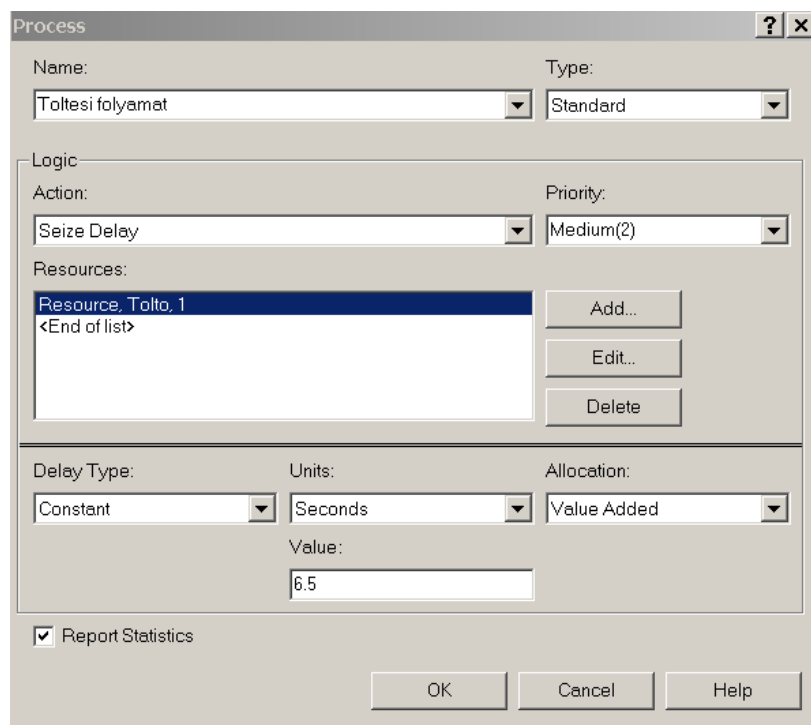 Process ? x
Name: Type:
Toltesi folyamat Standard
Logic
Action: Priority:
Seize Delay Medium(2)
Resources:
Resource, Tolto, 1 Add...
<End of list>
Edit...
Delete
Delay Type: Units: Allocation:
Constant Seconds Value Added
Value:
6.5
Report Statistics
OK Cancel Help